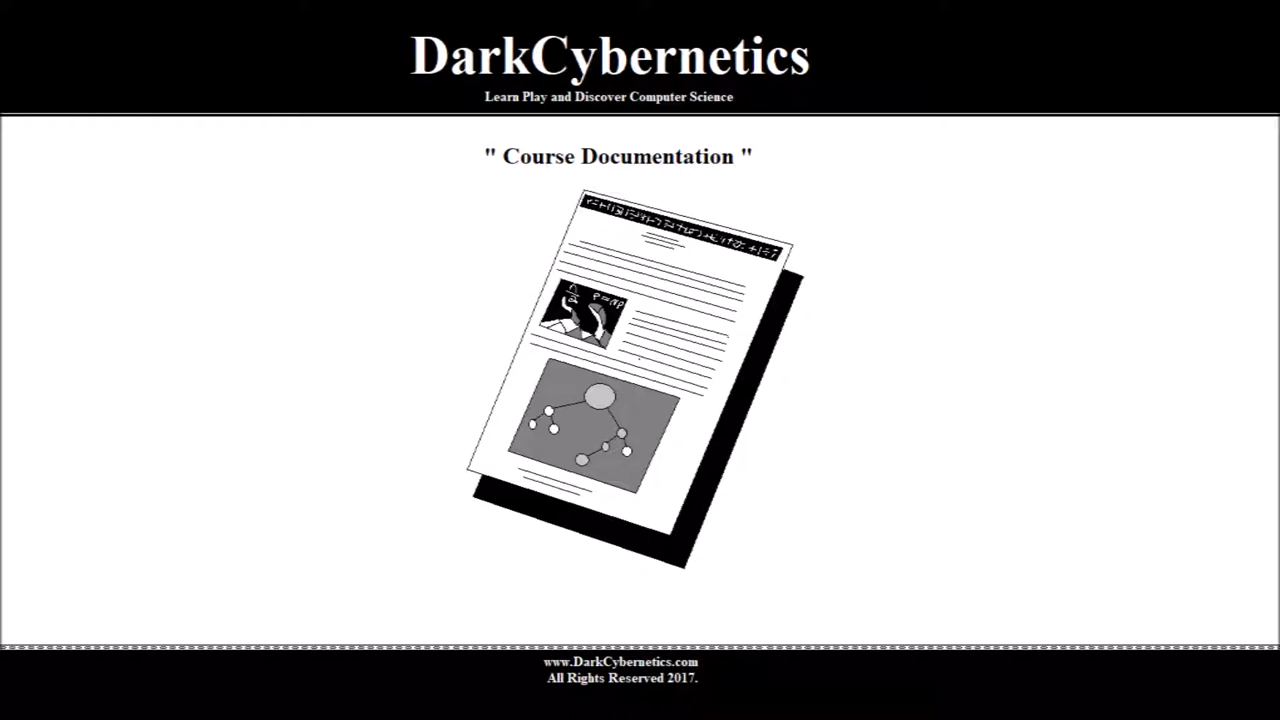 DarkCybernetics
Learn Play and Discover Computer Science
" Course Documentation "
www.DarkCybernetics.com
All Rights Reserved 2017.